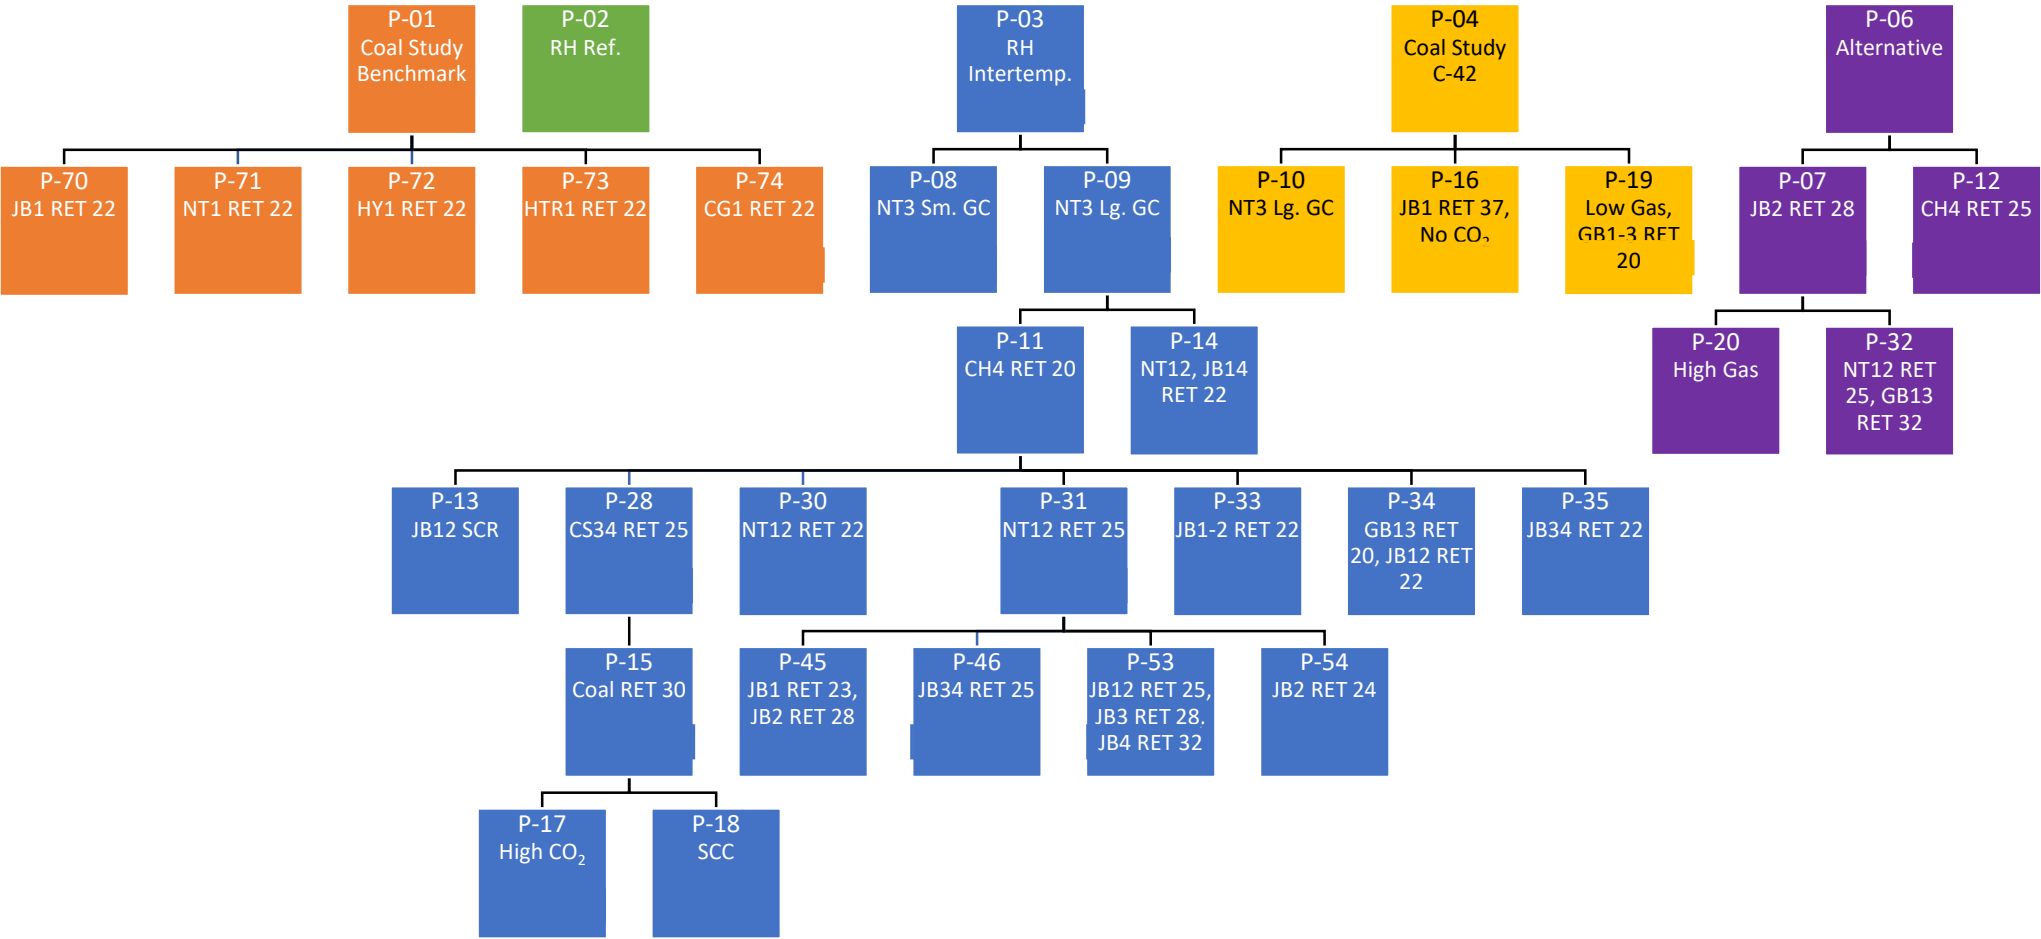 P-01
Coal Study
Benchmark
P-02
RH Ref.
P-03
RH
Intertemp.
P-04
Coal Study
C-42
P-06
Alternative
P-70
JB1 RET 22
P-71
NT1 RET 22
P-72
HY1 RET 22
P-73
HTR1 RET 22
P-74
CG1 RET 22
P-08
NT3 Sm. GC
P-09
NT3 Lg. GC
P-10
NT3 Lg. GC
P-16
JB1 RET 37,
No CO₂
P-19
Low Gas,
GB1-3 RET
20
P-07
JB2 RET 28
P-12
CH4 RET 25
P-11
CH4 RET 20
P-14
NT12, JB14
RET 22
P-20
High Gas
P-32
NT12 RET
25, GB13
RET 32
P-13
JB12 SCR
P-28
CS34 RET 25
P-30
NT12 RET 22
P-31
NT12 RET 25
P-33
JB1-2 RET 22
P-34
GB13 RET
20, JB12 RET
22
P-35
JB34 RET 22
P-15
Coal RET 30
P-45
JB1 RET 23,
JB2 RET 28
P-46
JB34 RET 25
P-53
JB12 RET 25,
JB3 RET 28.
JB4 RET 32
P-54
JB2 RET 24
P-17
High CO₂
P-18
SCC